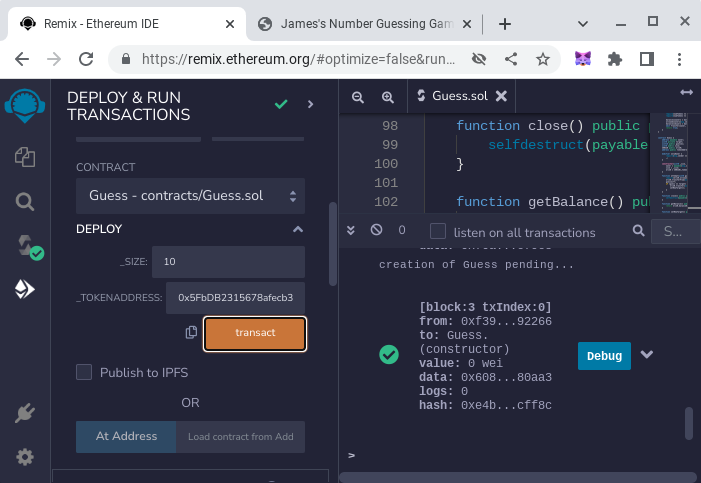 Remix - Ethereum IDE
James's Number Guessing Gam
https://remix.ethereum.org/#optimize=false&run…
DEPLOY & RUN
TRANSACTIONS
CONTRACT
Guess - contracts/Guess.sol
DEPLOY
_SIZE:
10
_TOKENADDRESS:
0x5FbDB2315678afecb3
transact
Publish to IPFS
OR
At Address
Load contract from Add
Guess.sol
98 function close() public
99 selfdestruct(payable
100 }
101
102 function getBalance() pu
0
listen on all transactions
S...
creation of Guess pending...
[block:3 txIndex:0]
from: 0xf39...92266
to: Guess.
(constructor)
value: 0 wei
data: 0x608...80aa3
logs: 0
hash: 0xe4b...cff8c
Debug
>